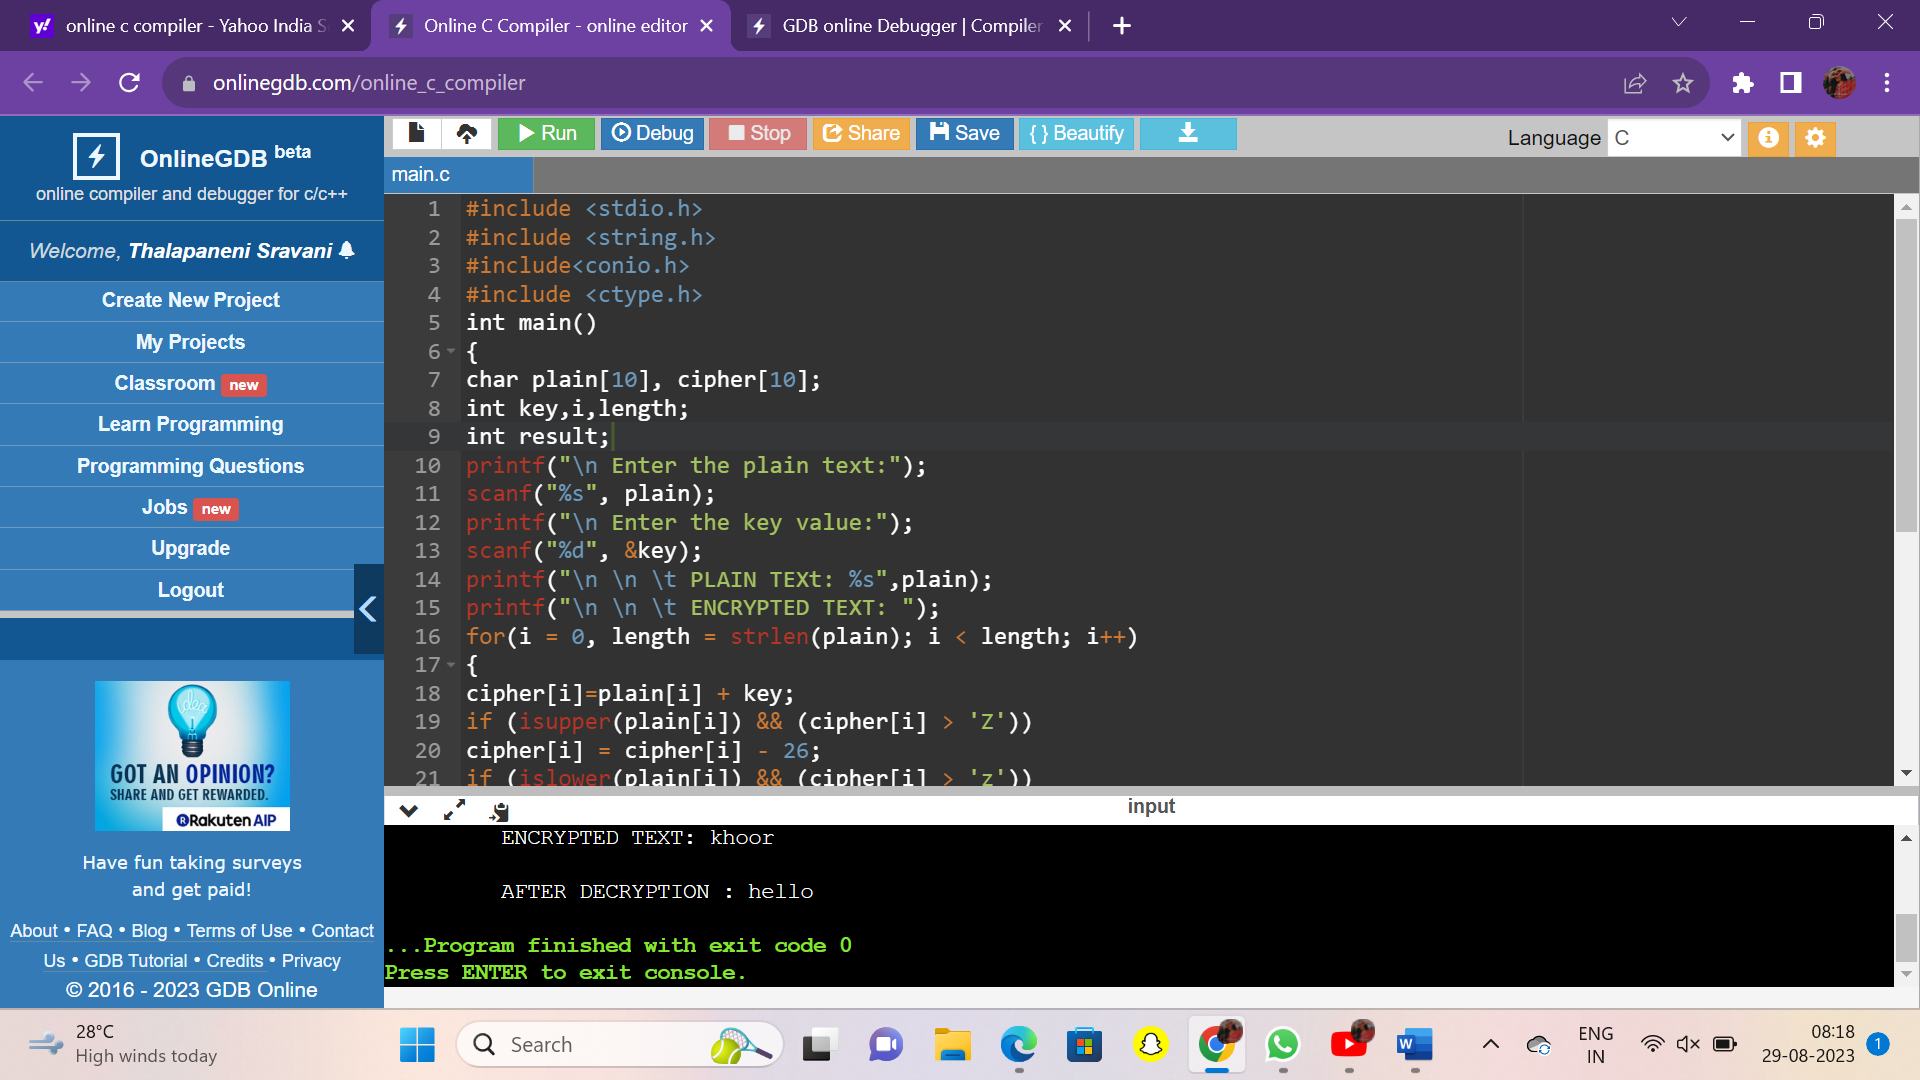 online c compiler - Yahoo India S
Online C Compiler - online editor
GDB online Debugger | Compiler
onlinegdb.com/online_c_compiler
OnlineGDB beta
online compiler and debugger for c/c++
Welcome, Thalapaneni Sravani
Create New Project
My Projects
Classroom new
Learn Programming
Programming Questions
Jobs new
Upgrade
Logout
idea
GOT AN OPINION?
SHARE AND GET REWARDED.
Rakuten AIP
Have fun taking surveys
and get paid!
About • FAQ • Blog • Terms of Use • Contact
Us • GDB Tutorial • Credits • Privacy
© 2016 - 2023 GDB Online
Run Debug Stop Share Save { } Beautify
Language C
main.c
1 #include <stdio.h>
2 #include <string.h>
3 #include<conio.h>
4 #include <ctype.h>
5 int main()
6 {
7 char plain[10], cipher[10];
8 int key,i,length;
9 int result;
10 printf("\n Enter the plain text:");
11 scanf("%s", plain);
12 printf("\n Enter the key value:");
13 scanf("%d", &key);
14 printf("\n \n \t PLAIN TEXt: %s",plain);
15 printf("\n \n \t ENCRYPTED TEXT: ");
16 for(i = 0, length = strlen(plain); i < length; i++)
17 {
18 cipher[i]=plain[i] + key;
19 if (isupper(plain[i]) && (cipher[i] > 'Z'))
20 cipher[i] = cipher[i] - 26;
21 if (islower(plain[i]) && (cipher[i] > 'z'))
input
ENCRYPTED TEXT: khoor
AFTER DECRYPTION : hello
...Program finished with exit code 0
Press ENTER to exit console.
28°C
High winds today
Search
ENG
IN
08:18
29-08-2023
1